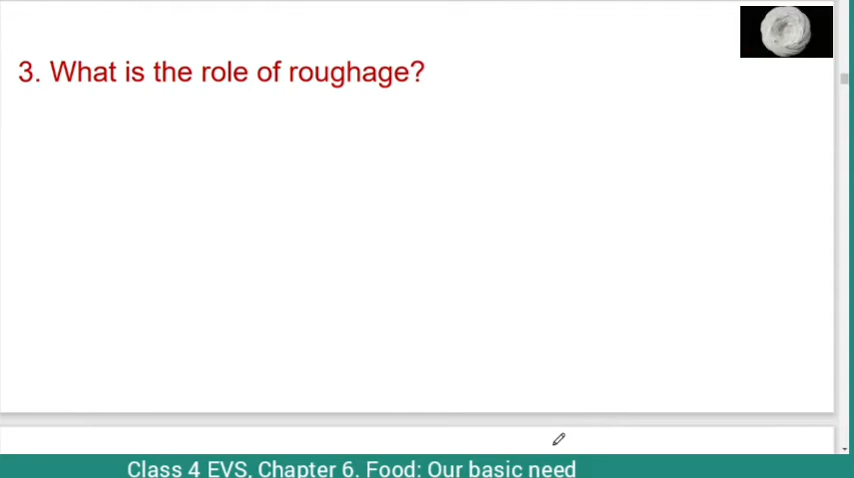 3. What is the role of roughage?
Class 4 EVS, Chapter 6. Food: Our basic need